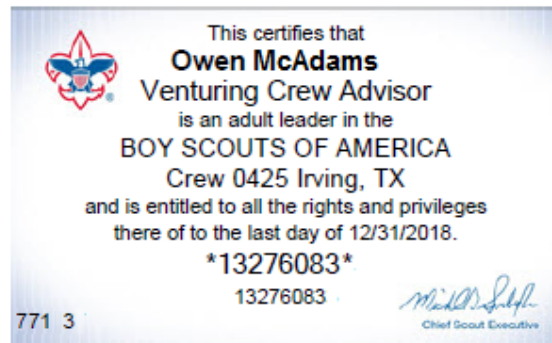 This certifies that
Owen McAdams
Venturing Crew Advisor
is an adult leader in the
BOY SCOUTS OF AMERICA
Crew 0425 Irving, TX
and is entitled to all the rights and privileges
there of to the last day of 12/31/2018.
*13276083*
13276083
Chief Scout Executive
771 3